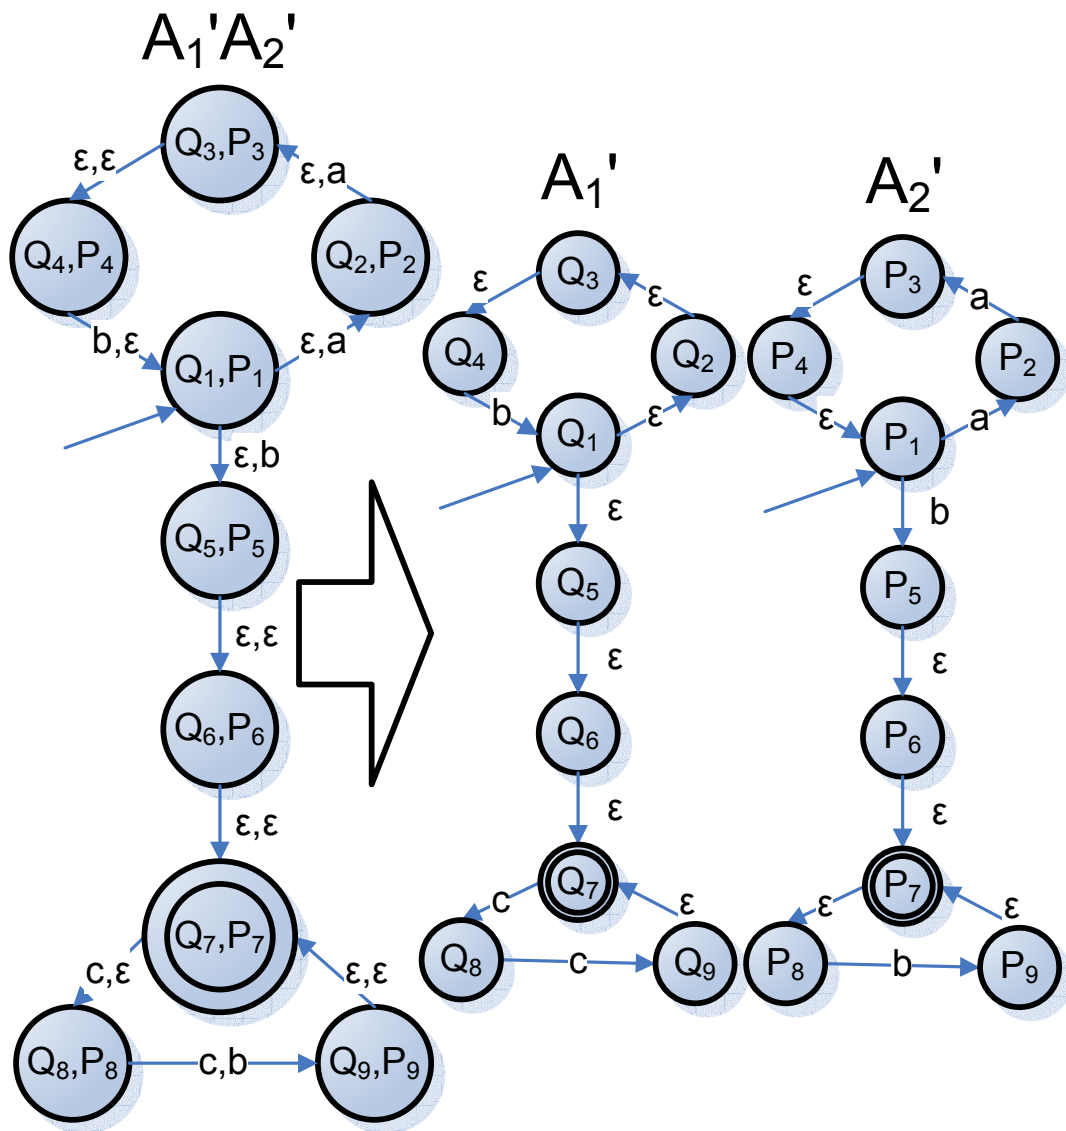 A₁'A₂'
Q₃,P₃
ε,ε
ε,a
Q₄,P₄
Q₂,P₂
b,ε
Q₁,P₁
ε,a
ε,b
Q₅,P₅
ε,ε
Q₆,P₆
ε,ε
Q₇,P₇
c,ε
ε,ε
Q₈,P₈
c,b
Q₉,P₉
A₁'
Q₃
ε
ε
Q₄
Q₂
b
Q₁
ε
ε
Q₅
ε
Q₆
ε
Q₇
c
ε
Q₈
c
Q₉
A₂'
P₃
ε
a
P₄
P₂
ε
P₁
a
b
P₅
ε
P₆
ε
P₇
ε
ε
P₈
b
P₉